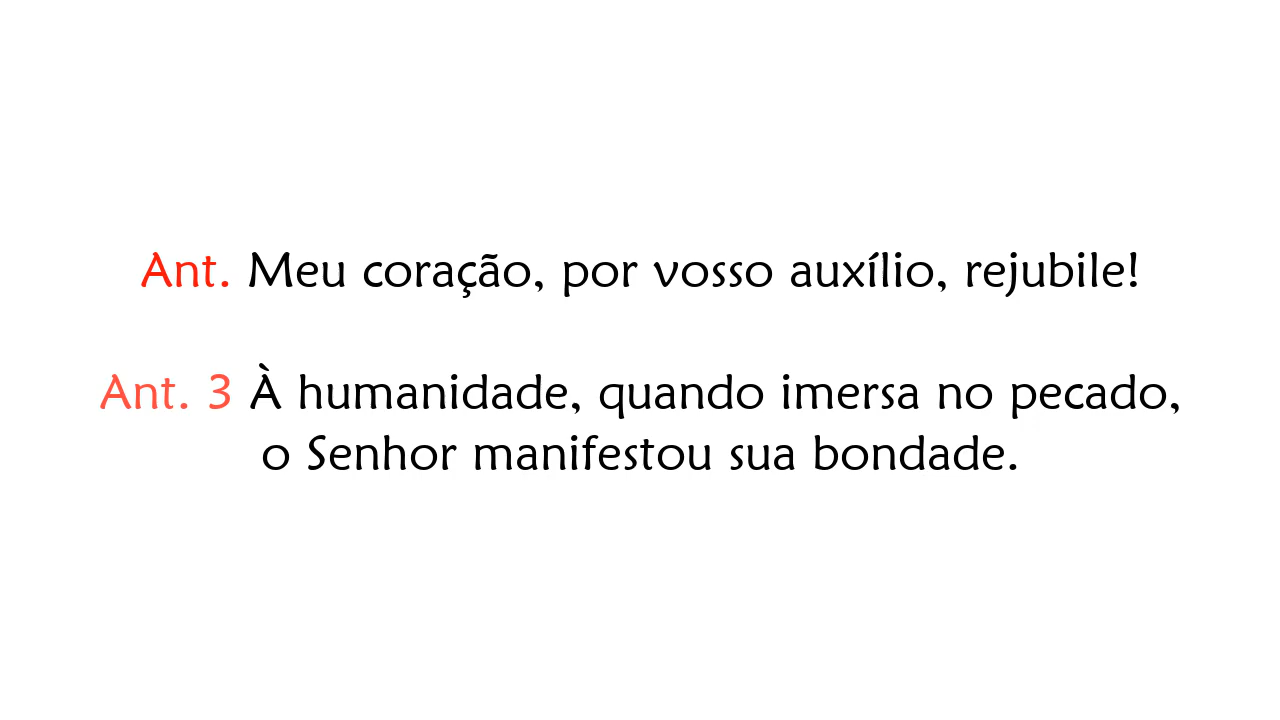 Ant. Meu coração, por vosso auxílio, rejubile!
Ant. 3 À humanidade, quando imersa no pecado,
o Senhor manifestou sua bondade.